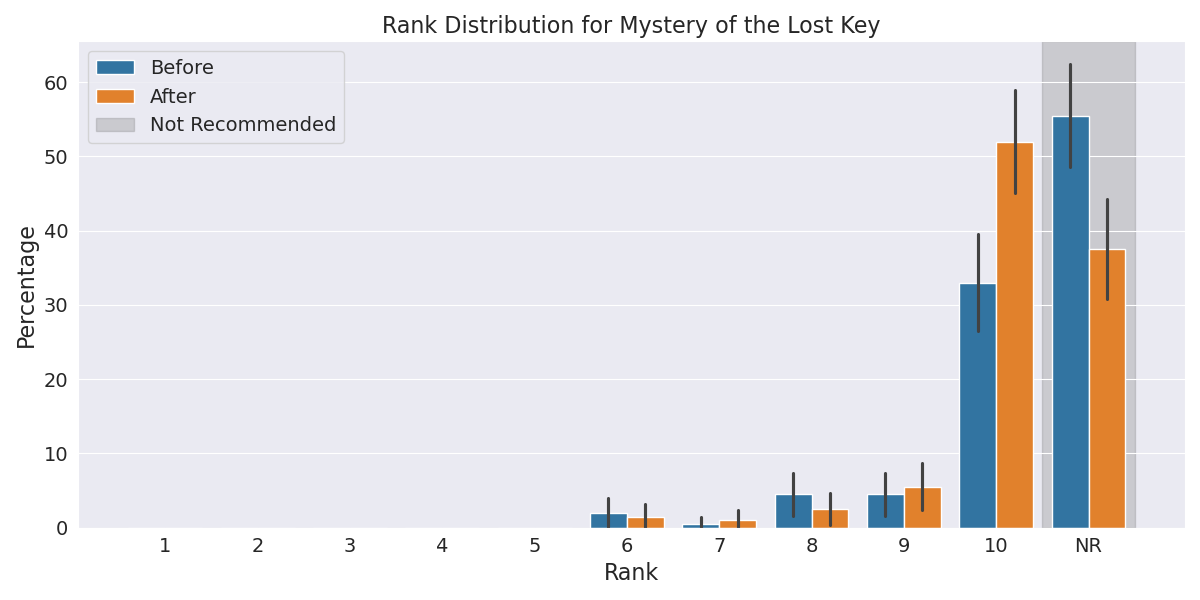 Rank Distribution for Mystery of the Lost Key
Before
After
Not Recommended
Percentage
60
50
40
30
20
10
0
1 2 3 4 5 6 7 8 9 10 NR
Rank